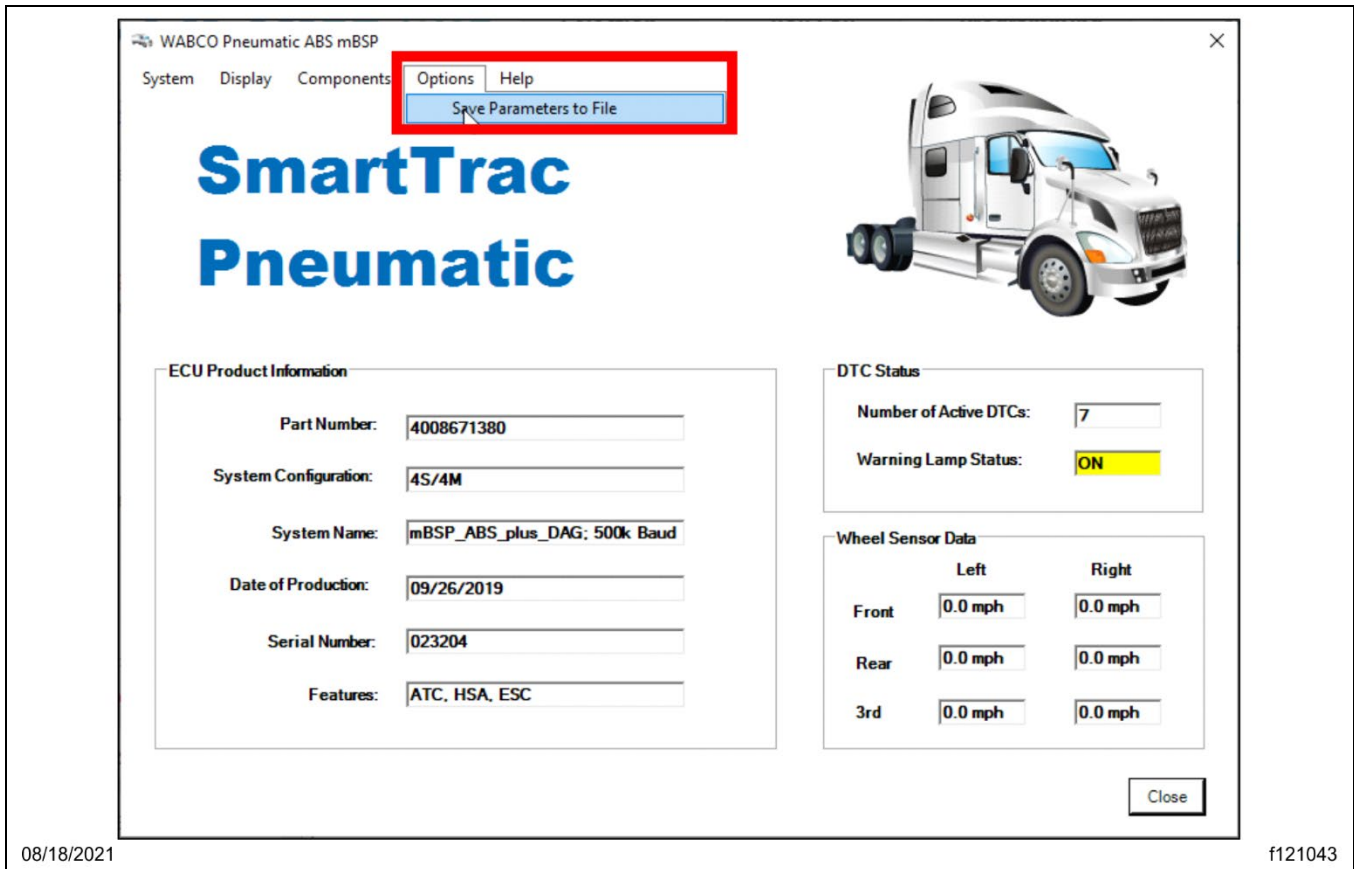 WABCO Pneumatic ABS mBSP
System Display Components Options Help
Save Parameters to File
SmartTrac
Pneumatic
ECU Product Information
Part Number: 4008671380
System Configuration: 4S/4M
System Name: mBSP_ABS_plus_DAG; 500k Baud
Date of Production: 09/26/2019
Serial Number: 023204
Features: ATC, HSA, ESC
DTC Status
Number of Active DTCs: 7
Warning Lamp Status: ON
Wheel Sensor Data
Left Right
Front 0.0 mph 0.0 mph
Rear 0.0 mph 0.0 mph
3rd 0.0 mph 0.0 mph
Close
08/18/2021 f121043